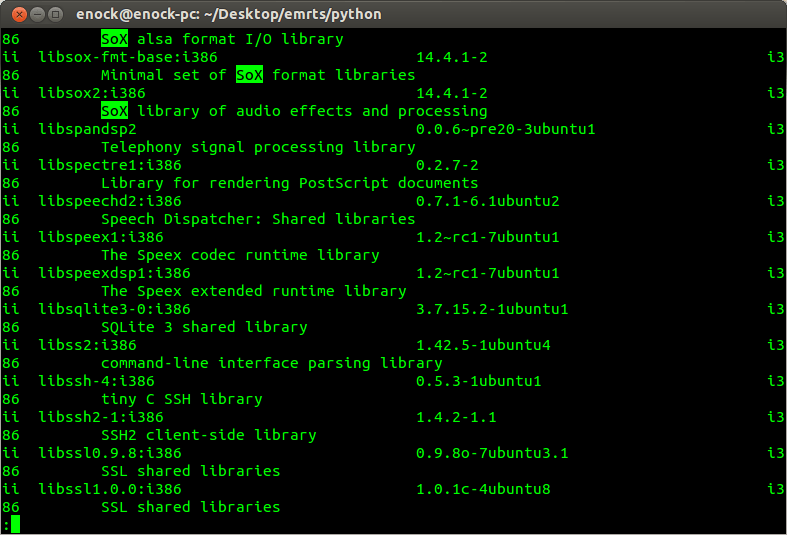 enock@enock-pc: ~/Desktop/emrts/python
86 SoX alsa format I/O library
ii libsox-fmt-base:i386 14.4.1-2 i3
86 Minimal set of SoX format libraries
ii libsox2:i386 14.4.1-2 i3
86 SoX library of audio effects and processing
ii libspandsp2 0.0.6~pre20-3ubuntu1 i3
86 Telephony signal processing library
ii libspectre1:i386 0.2.7-2 i3
86 Library for rendering PostScript documents
ii libspeechd2:i386 0.7.1-6.1ubuntu2 i3
86 Speech Dispatcher: Shared libraries
ii libspeex1:i386 1.2~rc1-7ubuntu1 i3
86 The Speex codec runtime library
ii libspeexdsp1:i386 1.2~rc1-7ubuntu1 i3
86 The Speex extended runtime library
ii libsqlite3-0:i386 3.7.15.2-1ubuntu1 i3
86 SQLite 3 shared library
ii libss2:i386 1.42.5-1ubuntu4 i3
86 command-line interface parsing library
ii libssh-4:i386 0.5.3-1ubuntu1 i3
86 tiny C SSH library
ii libssh2-1:i386 1.4.2-1.1 i3
86 SSH2 client-side library
ii libssl0.9.8:i386 0.9.8o-7ubuntu3.1 i3
86 SSL shared libraries
ii libssl1.0.0:i386 1.0.1c-4ubuntu8 i3
86 SSL shared libraries
: